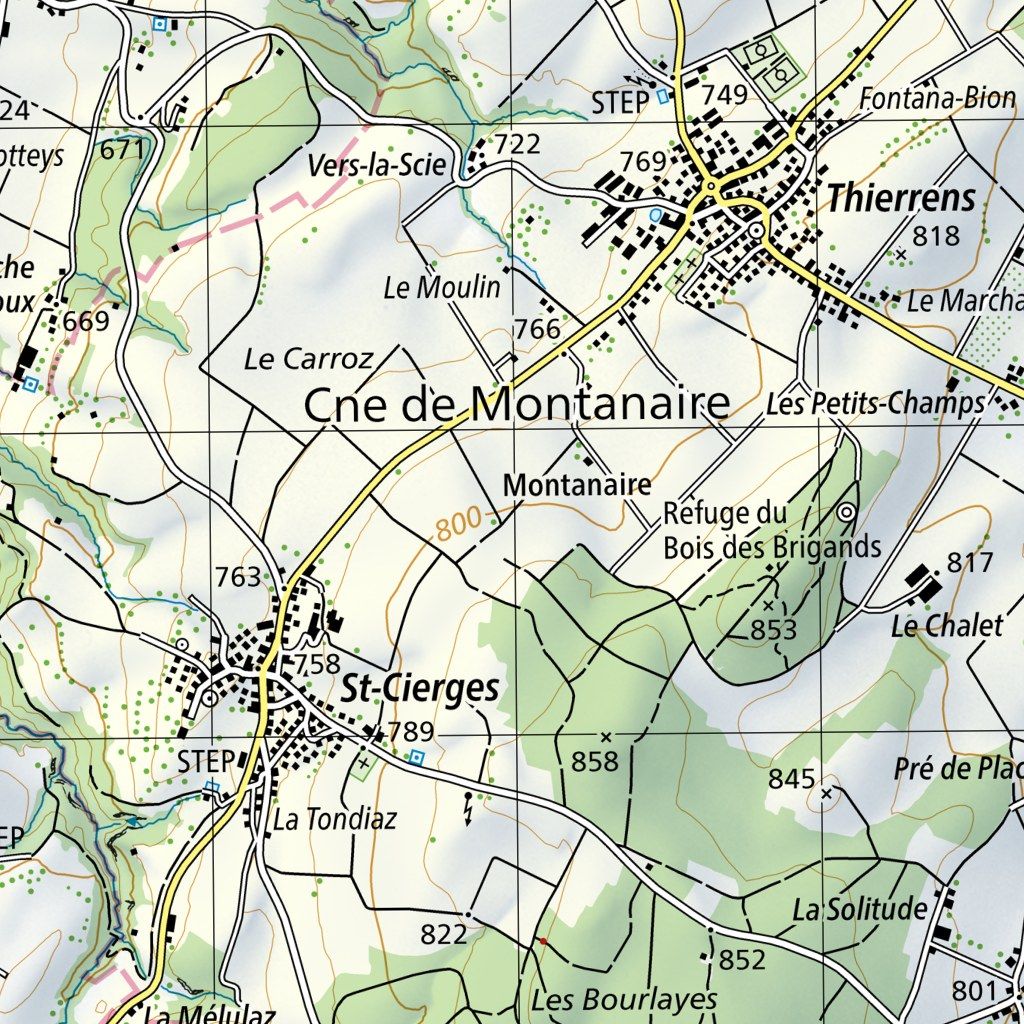 STEP
749
Fontana-Bion
24
otteys
671
Vers-la-Scie
722
769
Thierrens
818
che
oux
669
Le Moulin
Le Marcha
766
Le Carroz
Cne de Montanaire
Les Petits-Champs
Montanaire
800
Refuge du
Bois des Brigands
763
817
853
Le Chalet
758
St-Cierges
789
STEP
858
845
Pré de Plac
La Tondiaz
EP
La Solitude
822
852
801
Les Bourlayes
La Mélulaz